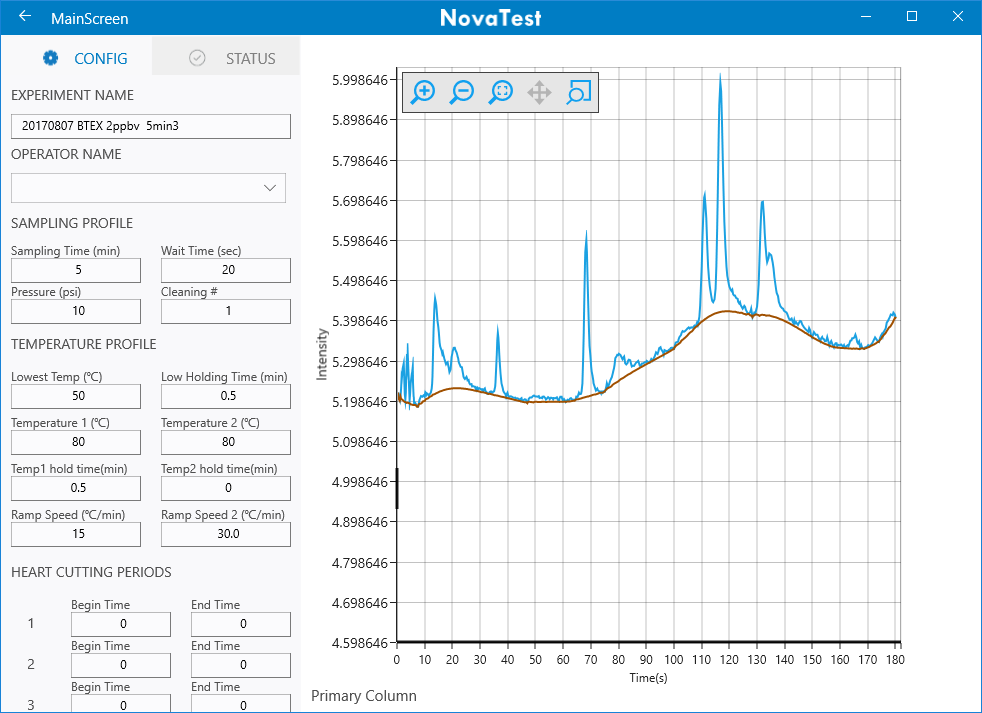 MainScreen
NovaTest
CONFIG STATUS
EXPERIMENT NAME
20170807 BTEX 2ppbv 5min3
OPERATOR NAME
SAMPLING PROFILE
Sampling Time (min) Wait Time (sec)
5 20
Pressure (psi) Cleaning #
10 1
TEMPERATURE PROFILE
Lowest Temp (℃) Low Holding Time (min)
50 0.5
Temperature 1 (℃) Temperature 2 (℃)
80 80
Temp1 hold time(min) Temp2 hold time(min)
0.5 0
Ramp Speed (℃/min) Ramp Speed 2 (℃/min)
15 30.0
HEART CUTTING PERIODS
Begin Time End Time
1 0 0
Begin Time End Time
2 0 0
Begin Time End Time
3 0 0
Intensity
5.998646
5.898646
5.798646
5.698646
5.598646
5.498646
5.398646
5.298646
5.198646
5.098646
4.998646
4.898646
4.798646
4.698646
4.598646
0 10 20 30 40 50 60 70 80 90 100 110 120 130 140 150 160 170 180
Time(s)
Primary Column